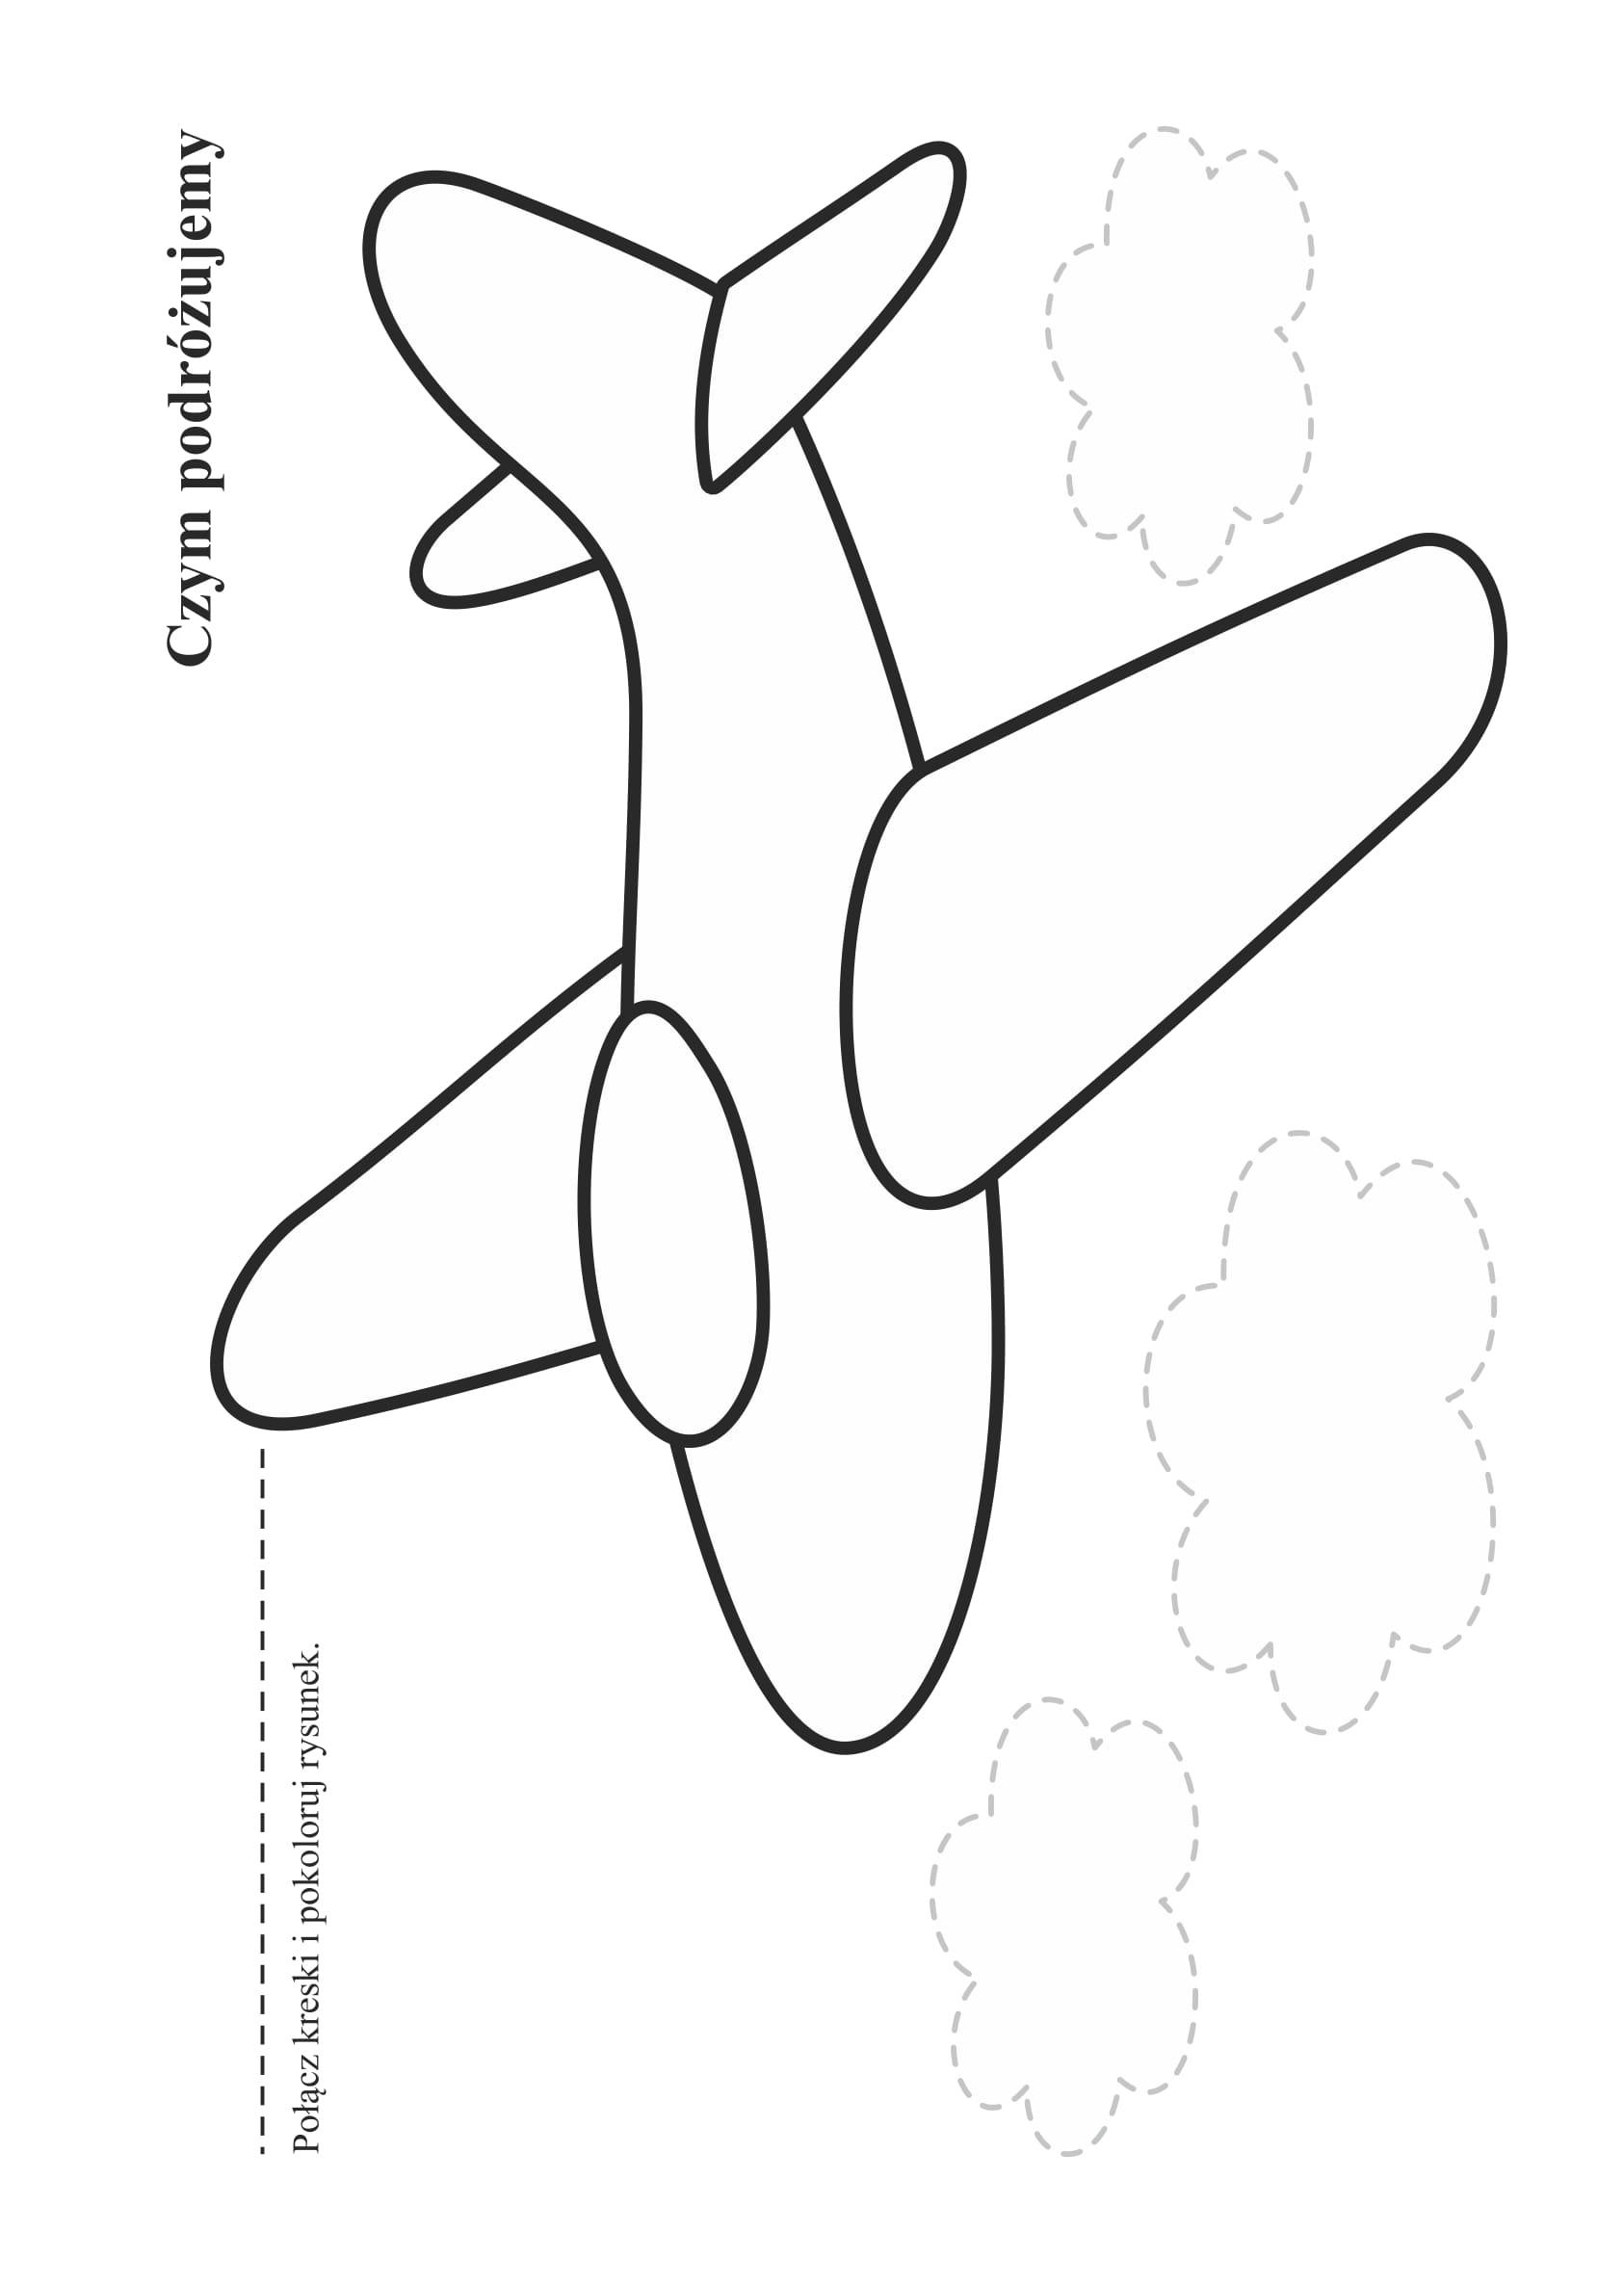 Czym podróżujemy
Połącz kreski i pokoloruj rysunek.